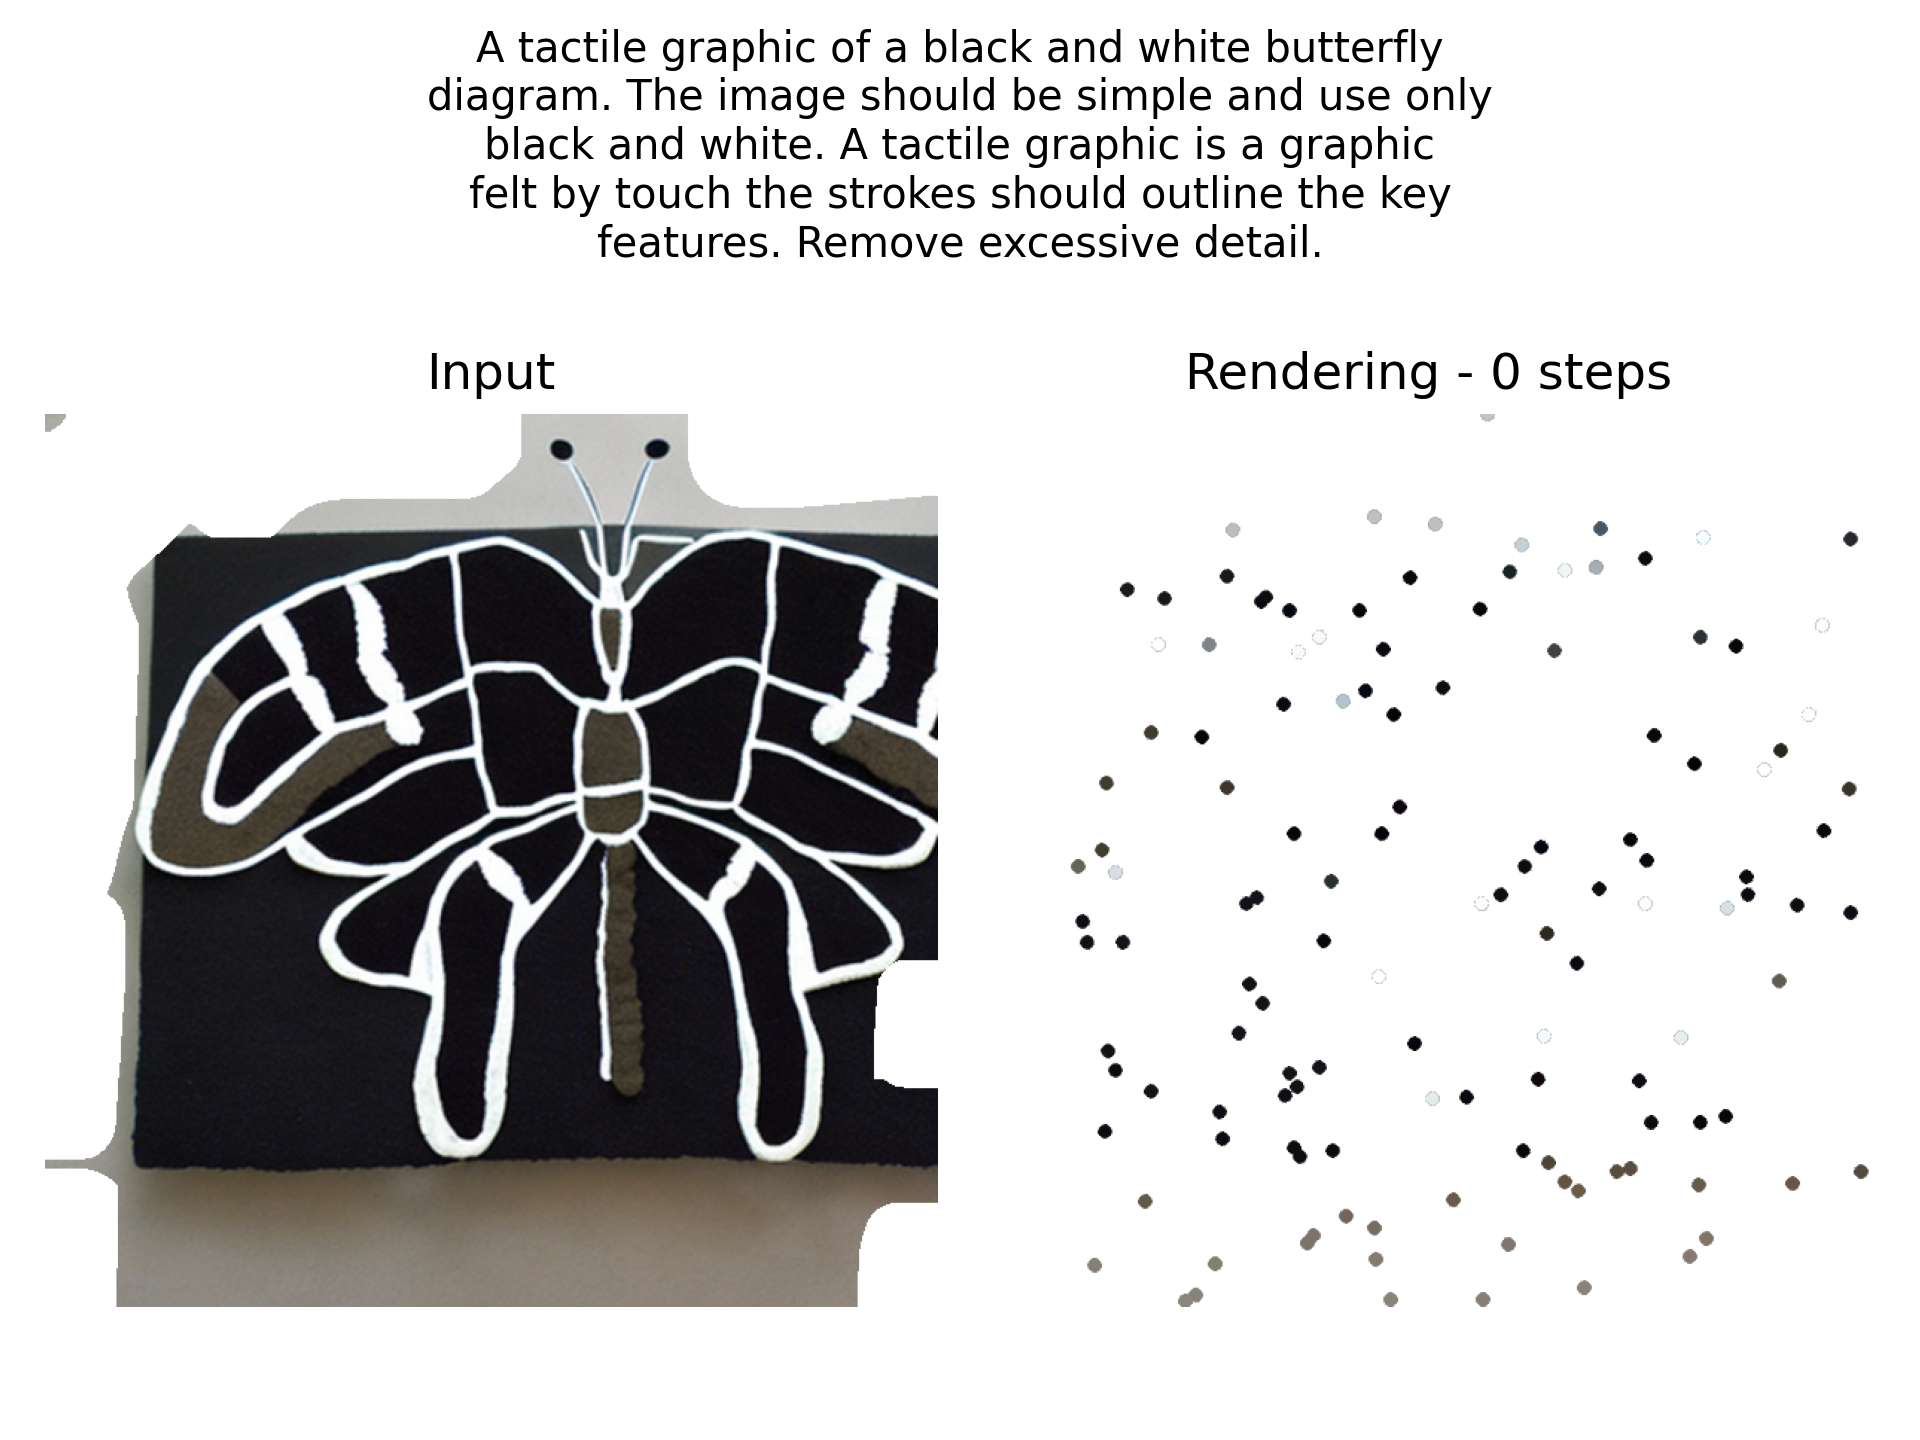 A tactile graphic of a black and white butterfly
diagram. The image should be simple and use only
black and white. A tactile graphic is a graphic
felt by touch the strokes should outline the key
features. Remove excessive detail.
Input
Rendering - 0 steps